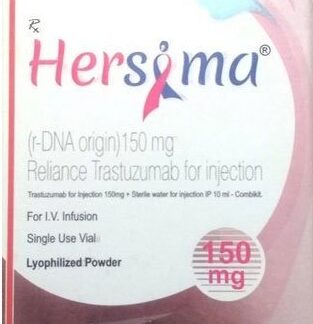 Rx
Hersima®
(r-DNA origin) 150 mg
Reliance Trastuzumab for injection
Trastuzumab for Injection 150mg + Sterile water for injection IP 10 ml - Combikit.
For I.V. Infusion
Single Use Vial
Lyophilized Powder
150
mg